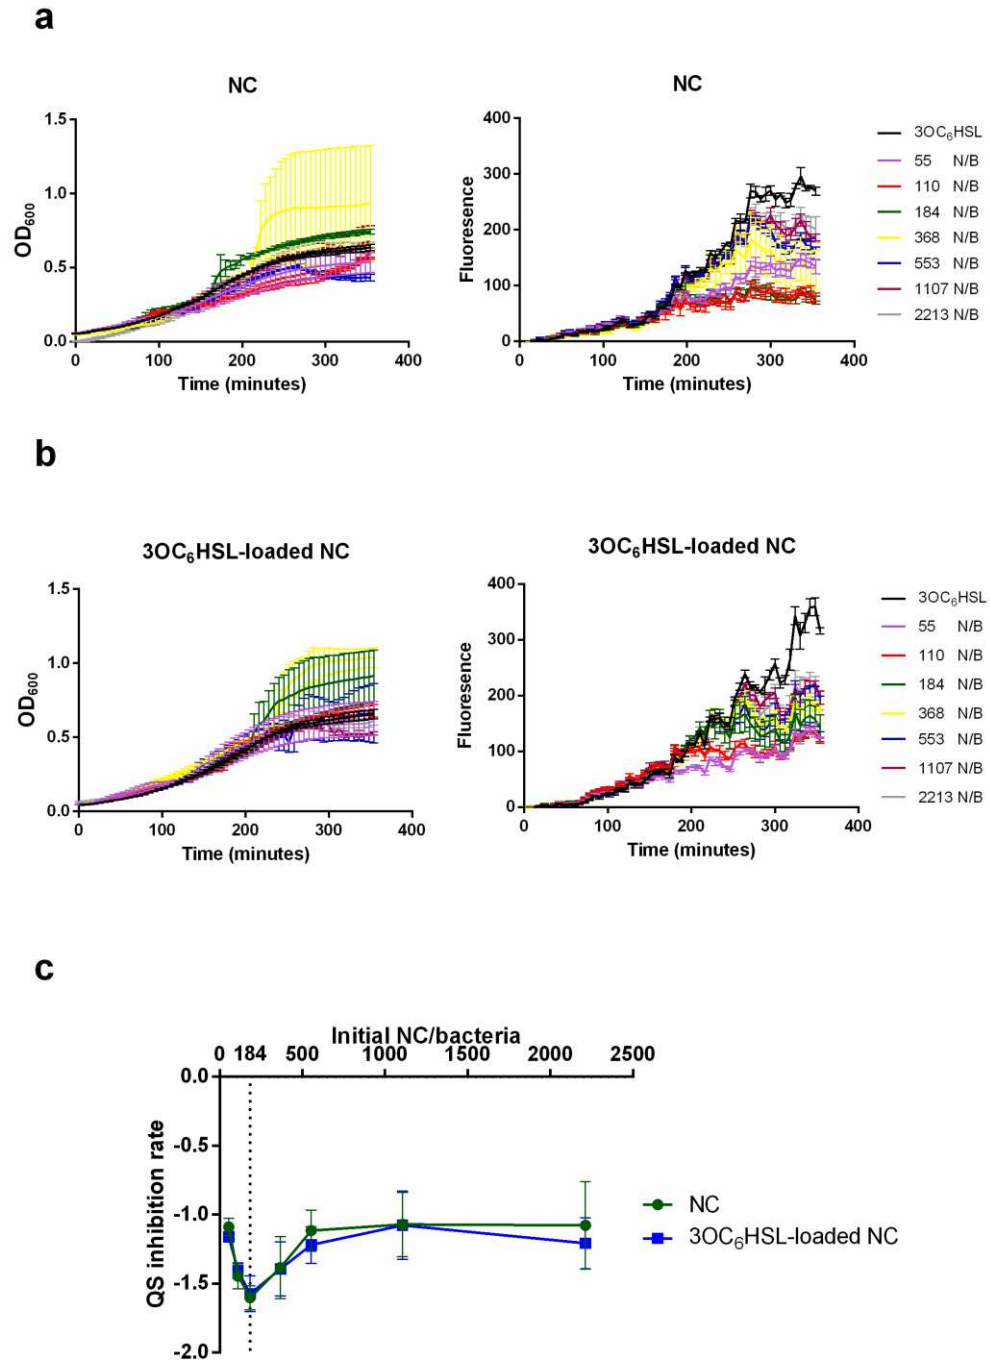 a
NC
NC
1.5
1.0
0.5
0.0
OD600
0 100 200 300 400
Time (minutes)
400
300
200
100
0
Fluoresence
0 100 200 300 400
Time (minutes)
3OC6HSL
55 N/B
110 N/B
184 N/B
368 N/B
553 N/B
1107 N/B
2213 N/B
b
3OC6HSL-loaded NC
3OC6HSL-loaded NC
1.5
1.0
0.5
0.0
OD600
0 100 200 300 400
Time (minutes)
400
300
200
100
0
Fluoresence
0 100 200 300 400
Time (minutes)
3OC6HSL
55 N/B
110 N/B
184 N/B
368 N/B
553 N/B
1107 N/B
2213 N/B
c
Initial NC/bacteria
0 184 500 1000 1500 2000 2500
0.0
-0.5
-1.0
-1.5
-2.0
QS inhibition rate
NC
3OC6HSL-loaded NC